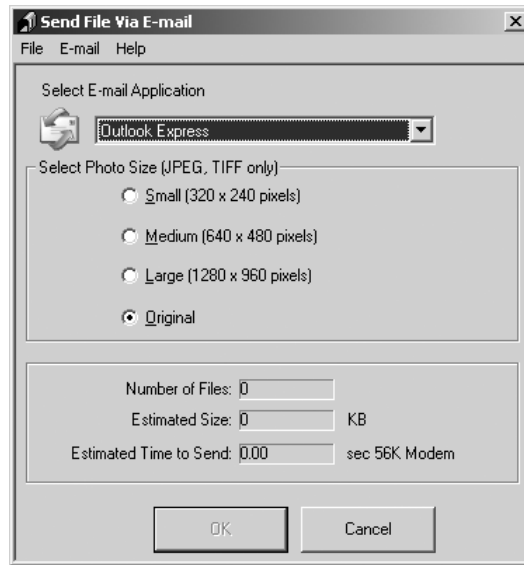 Send File Via E-mail
File E-mail Help
Select E-mail Application
Outlook Express
Select Photo Size (JPEG, TIFF only)
Small (320 x 240 pixels)
Medium (640 x 480 pixels)
Large (1280 x 960 pixels)
Original
Number of Files: 0
Estimated Size: 0 KB
Estimated Time to Send: 0.00 sec 56K Modem
OK Cancel